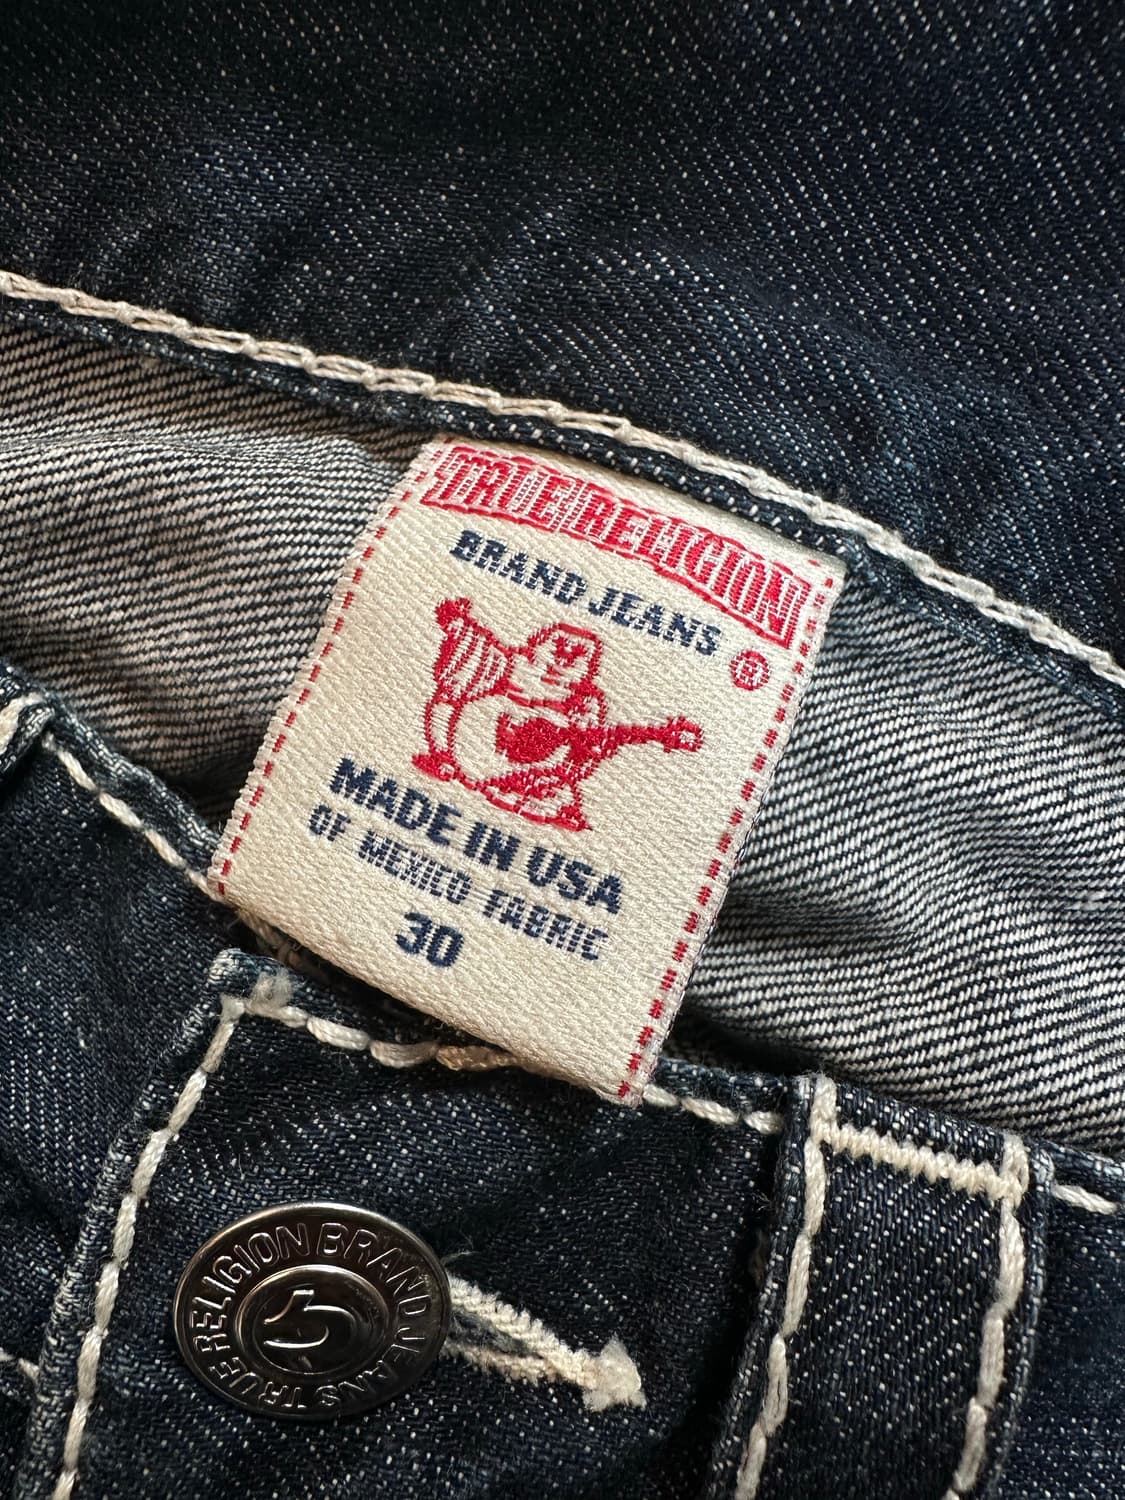 TRUE RELIGION
BRAND JEANS
®
MADE IN USA
OF MEXICO FABRIC
30
TRUE RELIGION BRAND JEANS